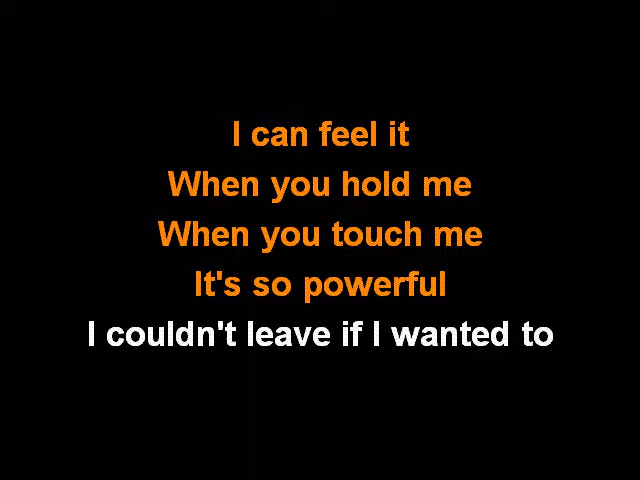 I can feel it
When you hold me
When you touch me
It's so powerful
I couldn't leave if I wanted to